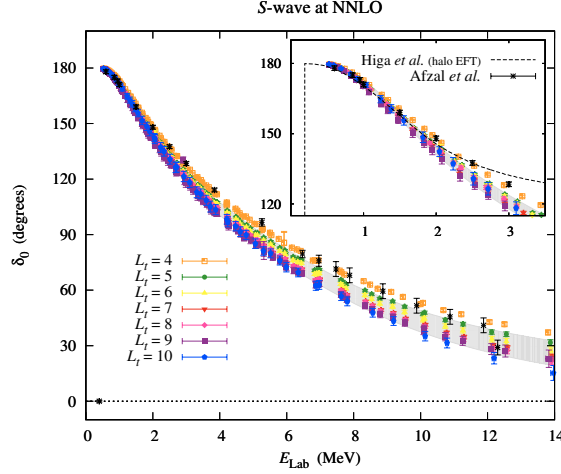 S-wave at NNLO
Higa et al. (halo EFT)
Afzal et al.
180
150
120
1
2
3
180
150
120
90
60
30
0
δ0 (degrees)
Lt = 4
Lt = 5
Lt = 6
Lt = 7
Lt = 8
Lt = 9
Lt = 10
0
2
4
6
8
10
12
14
ELab (MeV)